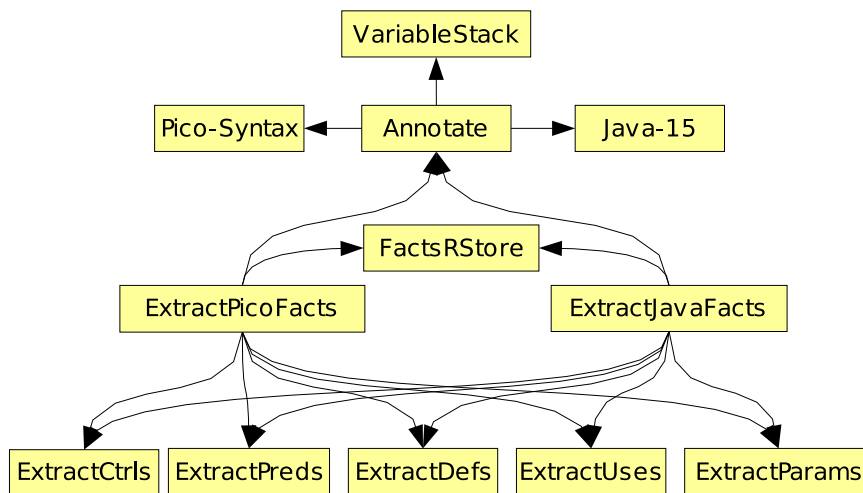 VariableStack
Pico-Syntax
Annotate
Java-15
FactsRStore
ExtractPicoFacts
ExtractJavaFacts
ExtractCtrls
ExtractPreds
ExtractDefs
ExtractUses
ExtractParams